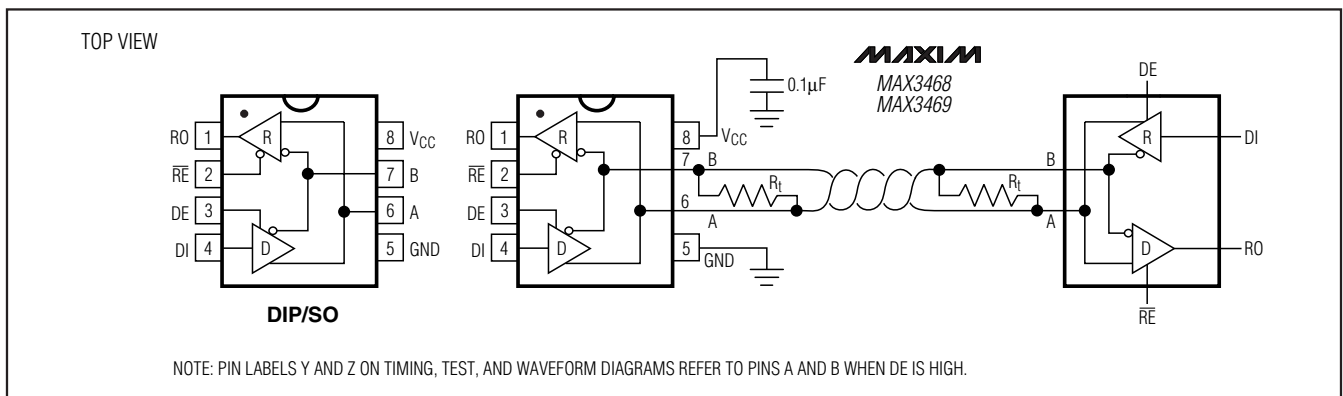 TOP VIEW
RO 1
R
8 VCC
RE 2
7 B
DE 3
6 A
DI 4
D
5 GND
DIP/SO
RO 1
R
8 VCC
RE 2
7 B
DE 3
6 A
DI 4
D
5 GND
0.1µF
MAXIM
MAX3468
MAX3469
Rt
Rt
DE
B
R
DI
A
D
RO
RE
NOTE: PIN LABELS Y AND Z ON TIMING, TEST, AND WAVEFORM DIAGRAMS REFER TO PINS A AND B WHEN DE IS HIGH.